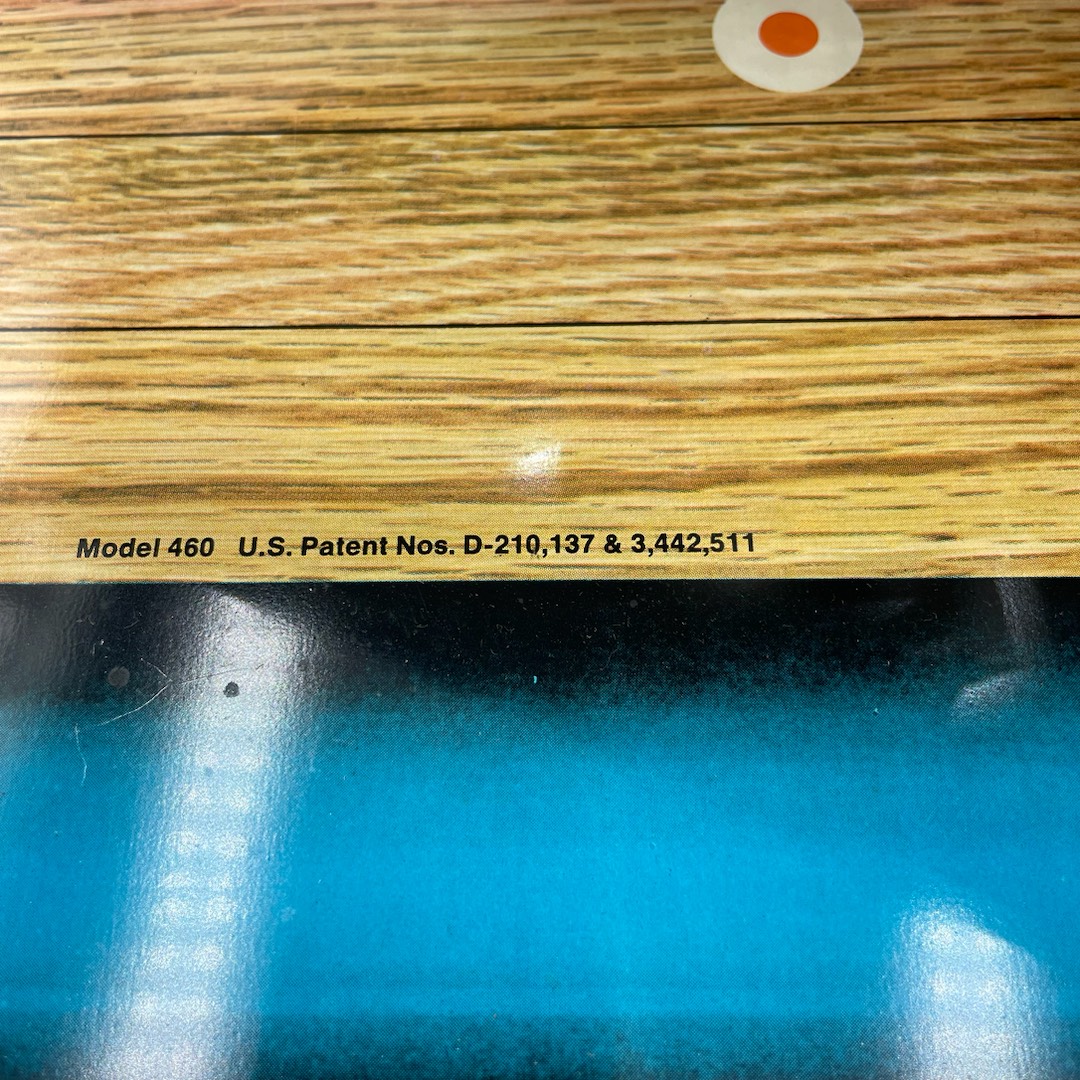 Model 460 U.S. Patent Nos. D-210,137 & 3,442,511